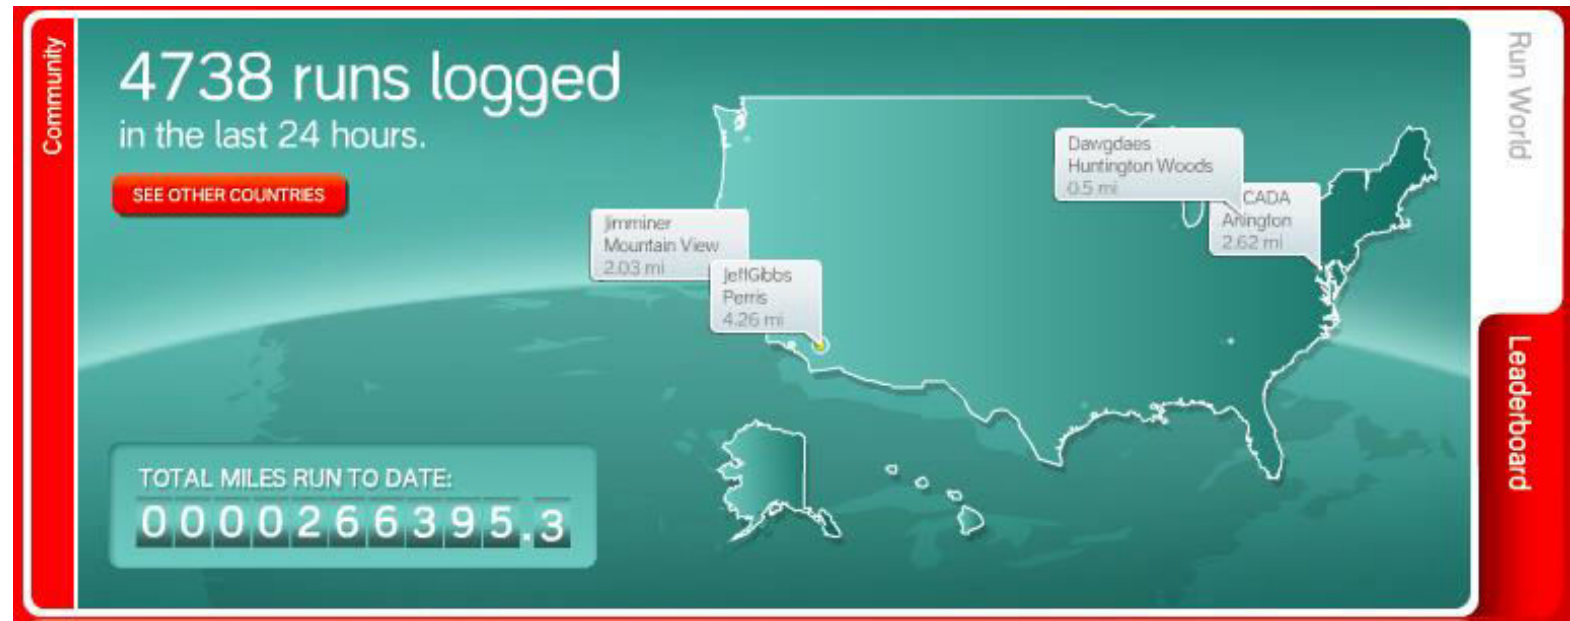 Community
4738 runs logged
in the last 24 hours.
SEE OTHER COUNTRIES
Jimminer
Mountain View
2.03 mi
JeffGibbs
Perris
4.26 mi
Dawgdaes
Huntington Woods
0.5 mi
CADA
Arlington
2.62 mi
TOTAL MILES RUN TO DATE:
0000266395.3
Run World
Leaderboard